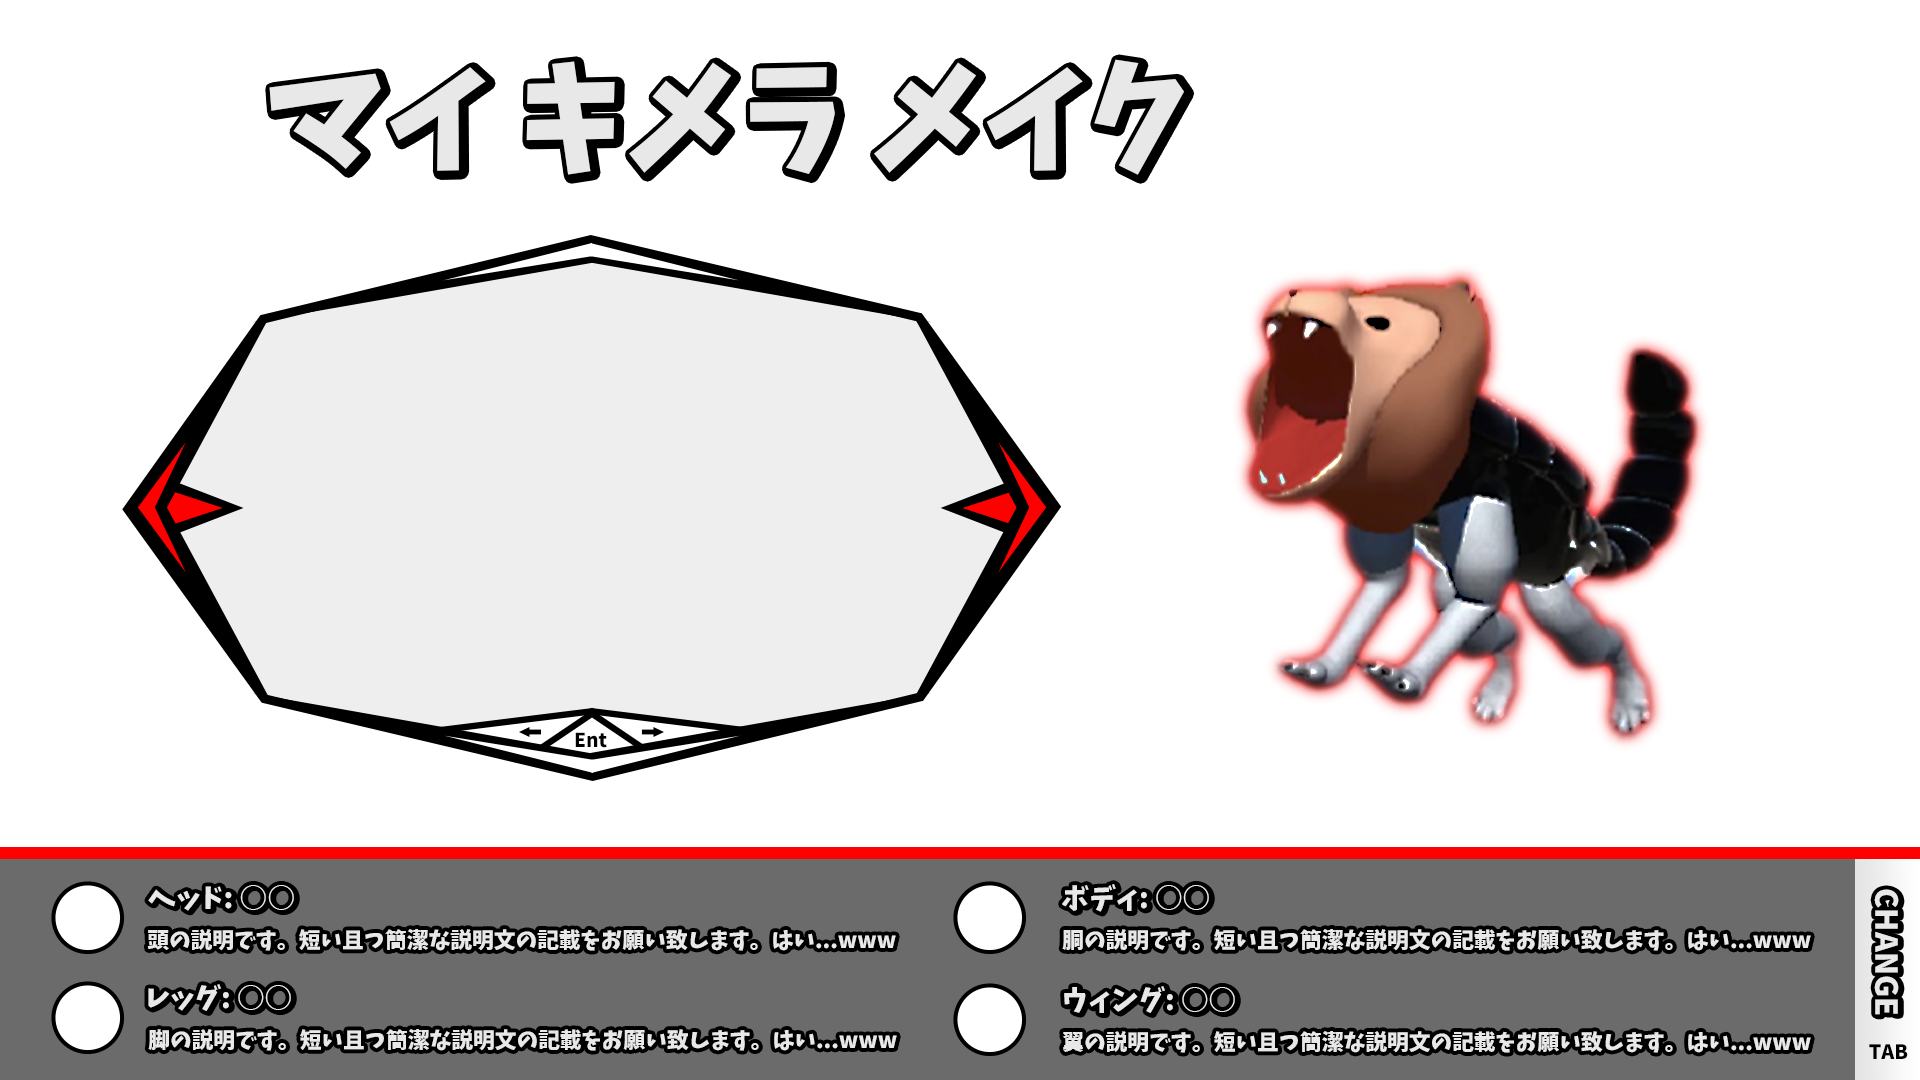 マイ キメラ メイク
← Ent →
ヘッド:〇〇
頭の説明です。短い且つ簡潔な説明文の記載をお願い致します。はい...www
ボディ:〇〇
胴の説明です。短い且つ簡潔な説明文の記載をお願い致します。はい...www
レッグ:〇〇
脚の説明です。短い且つ簡潔な説明文の記載をお願い致します。はい...www
ウィング:〇〇
翼の説明です。短い且つ簡潔な説明文の記載をお願い致します。はい...www
CHANGE
TAB